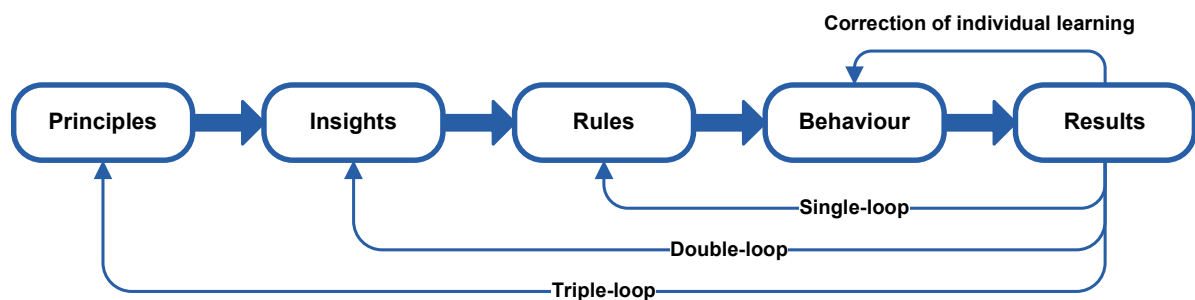 Correction of individual learning
Principles
Insights
Rules
Behaviour
Results
Single-loop
Double-loop
Triple-loop